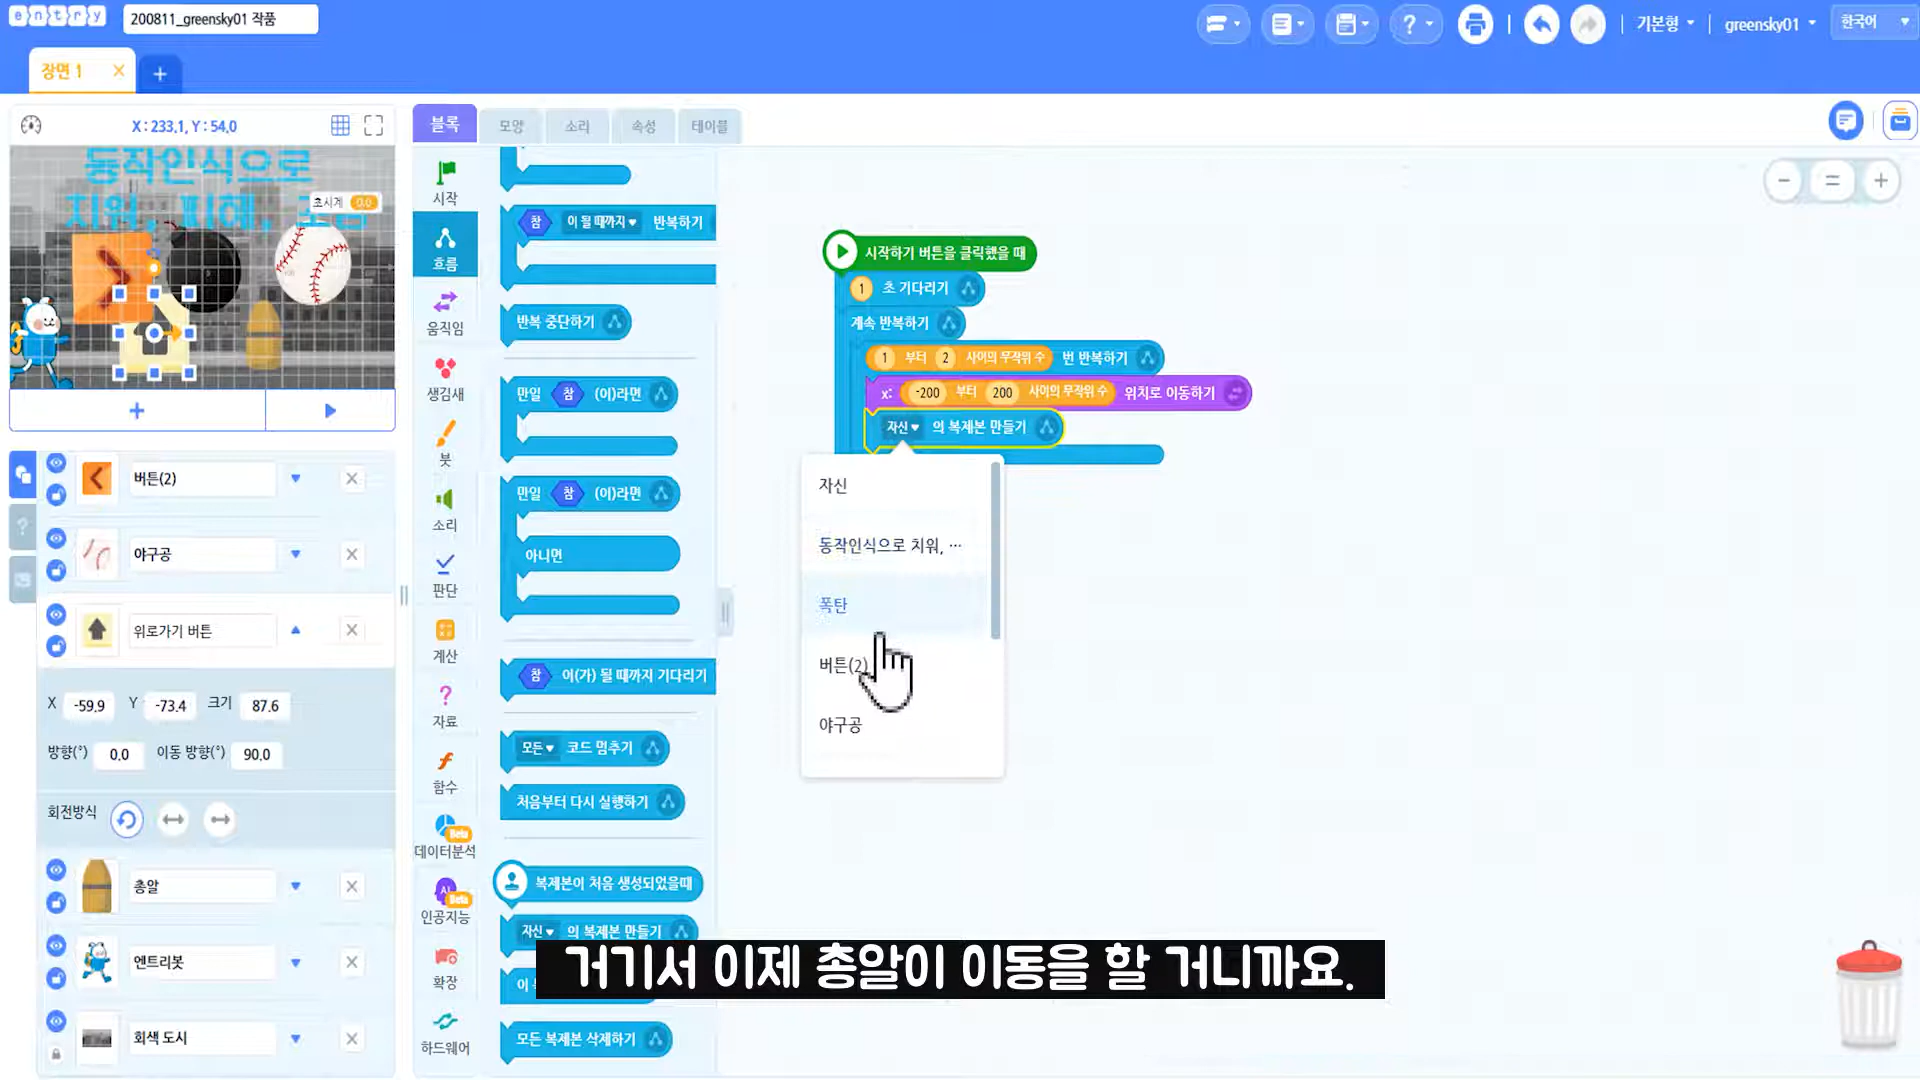 entry
200811_greensky01 작품
기본형
greensky01
한국어
장면 1
X : 233.1, Y : 54.0
블록
모양
소리
속성
테이블
동작인식으로
치워, 피해,
초시계 0.0
시작
흐름
움직임
생김새
붓
소리
판단
계산
자료
함수
데이터분석
Beta
AI
Beta
인공지능
확장
하드웨어
참 이 될 때까지 반복하기
반복 중단하기
만일 참 (이)라면
만일 참 (이)라면
아니면
참 이(가) 될 때까지 기다리기
모든 코드 멈추기
처음부터 다시 실행하기
복제본이 처음 생성되었을때
자신 의 복제본 만들기
이
모든 복제본 삭제하기
시작하기 버튼을 클릭했을 때
1 초 기다리기
계속 반복하기
1 부터 2 사이의 무작위 수 번 반복하기
x: -200 부터 200 사이의 무작위 수 위치로 이동하기
자신 의 복제본 만들기
자신
동작인식으로 치워, ...
폭탄
버튼(2)
야구공
버튼(2)
야구공
위로가기 버튼
X -59.9 Y -73.4 크기 87.6
방향(°) 0.0 이동 방향(°) 90.0
회전방식
총알
엔트리봇
회색 도시
거기서 이제 총알이 이동을 할 거니까요.